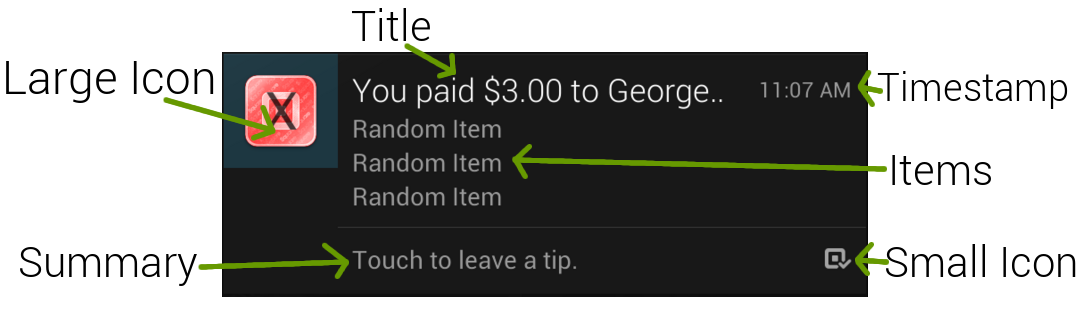 Title
Large Icon
You paid $3.00 to George..
11:07 AM
Timestamp
Random Item
Random Item
Items
Random Item
Summary
Touch to leave a tip.
Small Icon